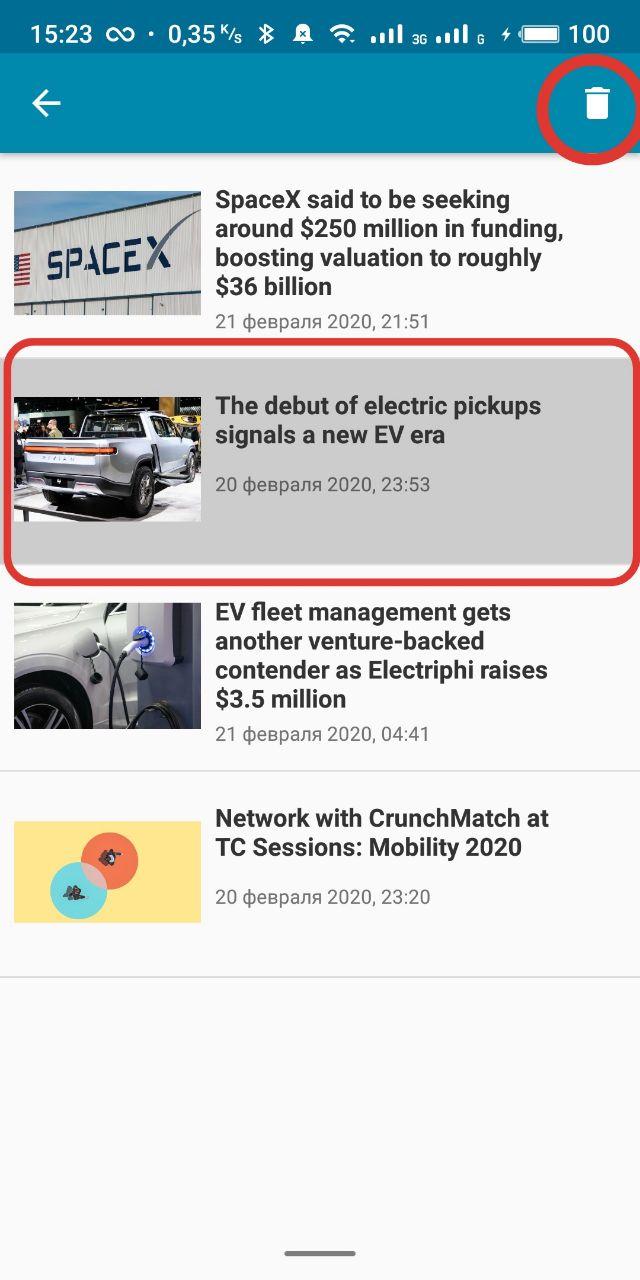 15:23 · 0,35 K/s 3G G 100
SpaceX said to be seeking
around $250 million in funding,
boosting valuation to roughly
$36 billion
21 февраля 2020, 21:51
SPACEX
The debut of electric pickups
signals a new EV era
20 февраля 2020, 23:53
RIVIAN
EV fleet management gets
another venture-backed
contender as Electriphi raises
$3.5 million
21 февраля 2020, 04:41
Network with CrunchMatch at
TC Sessions: Mobility 2020
20 февраля 2020, 23:20